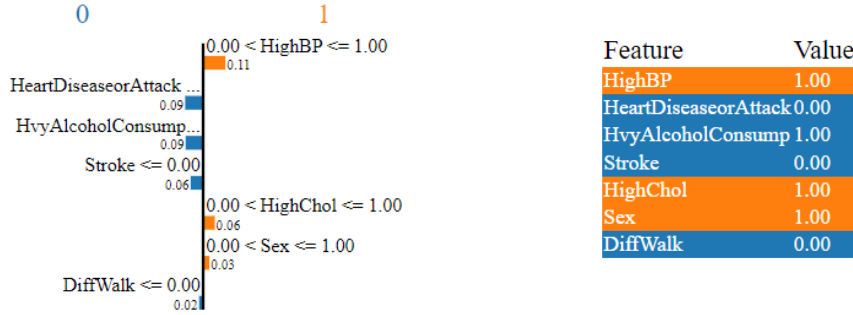 0 1
0.00 < HighBP <= 1.00
0.11
HeartDiseaseorAttack ...
0.09
HvyAlcoholConsump...
0.09
Stroke <= 0.00
0.06
0.00 < HighChol <= 1.00
0.06
0.00 < Sex <= 1.00
0.03
DiffWalk <= 0.00
0.02
Feature Value
HighBP 1.00
HeartDiseaseorAttack 0.00
HvyAlcoholConsump 1.00
Stroke 0.00
HighChol 1.00
Sex 1.00
DiffWalk 0.00